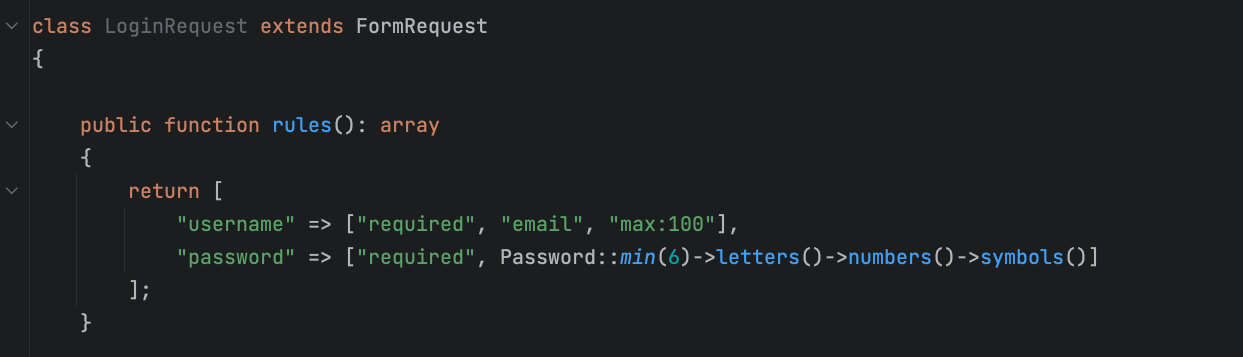 class LoginRequest extends FormRequest
{
public function rules(): array
{
return [
"username" => ["required", "email", "max:100"],
"password" => ["required", Password::min(6)->letters()->numbers()->symbols()]
];
}